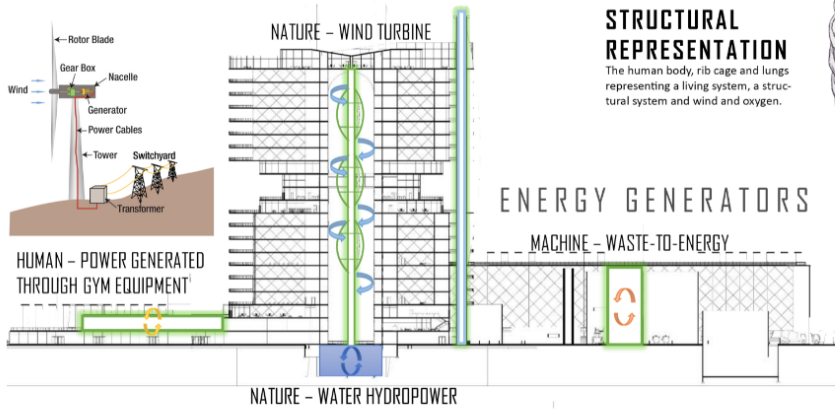 NATURE – WIND TURBINE
STRUCTURAL
REPRESENTATION
The human body, rib cage and lungs
representing a living system, a struc-
tural system and wind and oxygen.
Rotor Blade
Gear Box
Nacelle
Wind
Generator
Power Cables
Tower
Switchyard
Transformer
ENERGY GENERATORS
MACHINE – WASTE-TO-ENERGY
HUMAN – POWER GENERATED
THROUGH GYM EQUIPMENT
NATURE – WATER HYDROPOWER